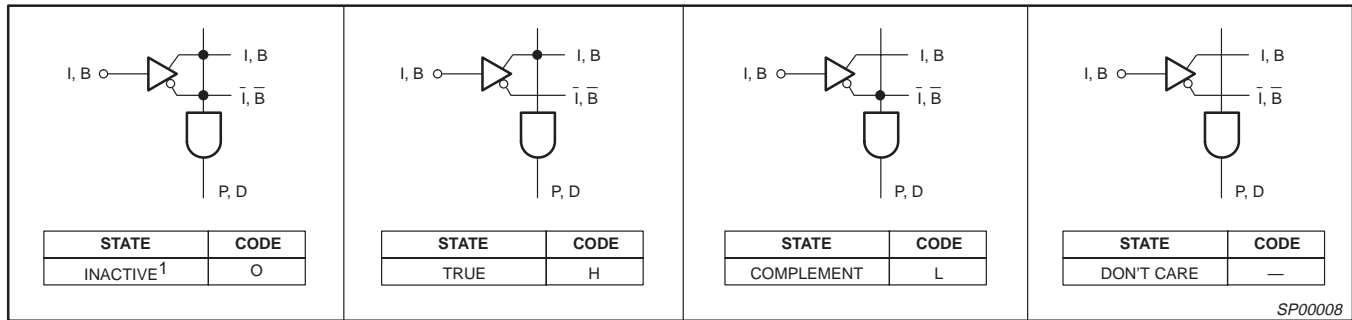 I, B
I, B
I̅, B̅
P, D
STATE CODE
INACTIVE1 O
I, B
I, B
I̅, B̅
P, D
STATE CODE
TRUE H
I, B
I, B
I̅, B̅
P, D
STATE CODE
COMPLEMENT L
I, B
I, B
I̅, B̅
P, D
STATE CODE
DON'T CARE —
SP00008